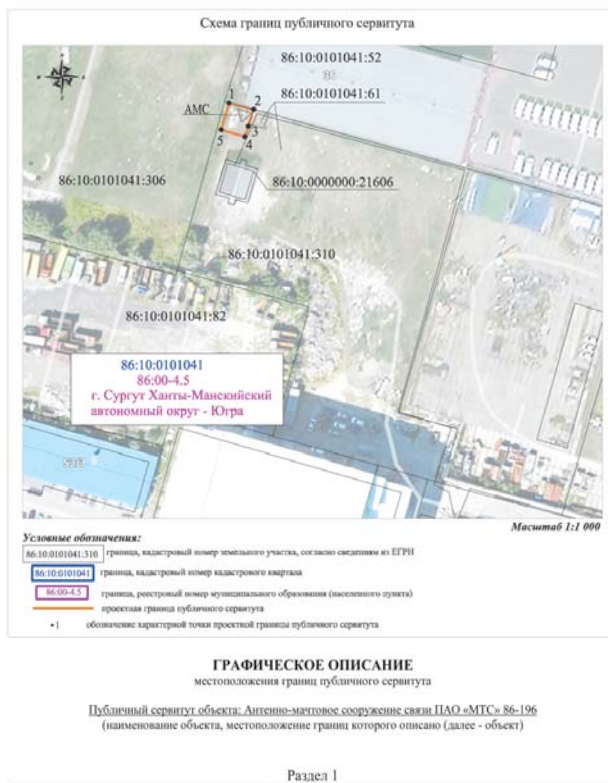 Схема границ публичного сервитута
86:10:0101041:52
86:10:0101041:61
1
2
АМС
3
5
4
86:10:0101041:306
86:10:0000000:21606
86:10:0101041:310
86:10:0101041:82
86:10:0101041
86:00-4.5
г. Сургут Ханты-Манскийский
автономный округ - Югра
Масштаб 1:1 000
Условные обозначения:
86:10:0101041:310 граница, кадастровый номер земельного участка, согласно сведениям из ЕГРН
86:10:0101041 граница, кадастровый номер кадастрового квартала
86:00-4.5 граница, реестровый номер муниципального образования (населенного пункта)
проектная граница публичного сервитута
• 1 обозначение характерной точки проектной границы публичного сервитута
ГРАФИЧЕСКОЕ ОПИСАНИЕ
местоположения границ публичного сервитута
Публичный сервитут объекта: Антенно-мачтовое сооружение связи ПАО «МТС» 86-196
(наименование объекта, местоположение границ которого описано (далее - объект)
Раздел 1